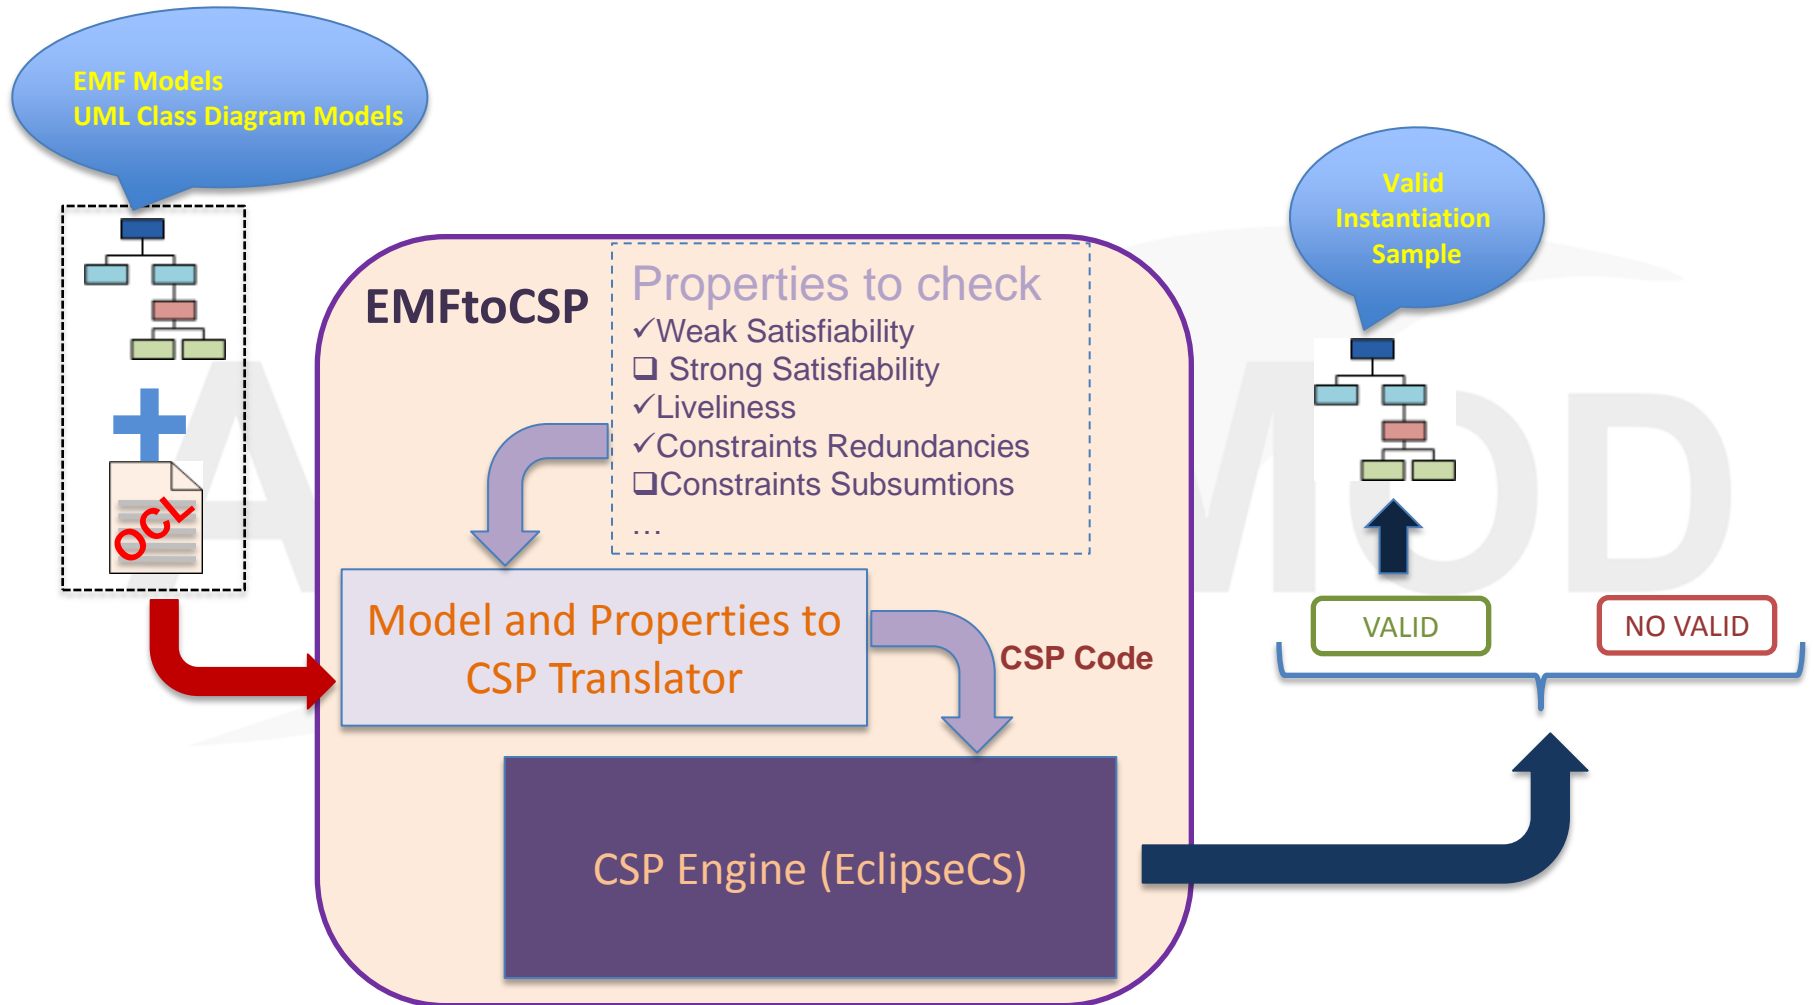 EMF Models
UML Class Diagram Models
Valid
Instantiation
Sample
EMFtoCSP
Properties to check
✓Weak Satisfiability
❑ Strong Satisfiability
✓Liveliness
✓Constraints Redundancies
❑Constraints Subsumtions
…
OCL
Model and Properties to
CSP Translator
CSP Code
VALID
NO VALID
CSP Engine (EclipseCS)